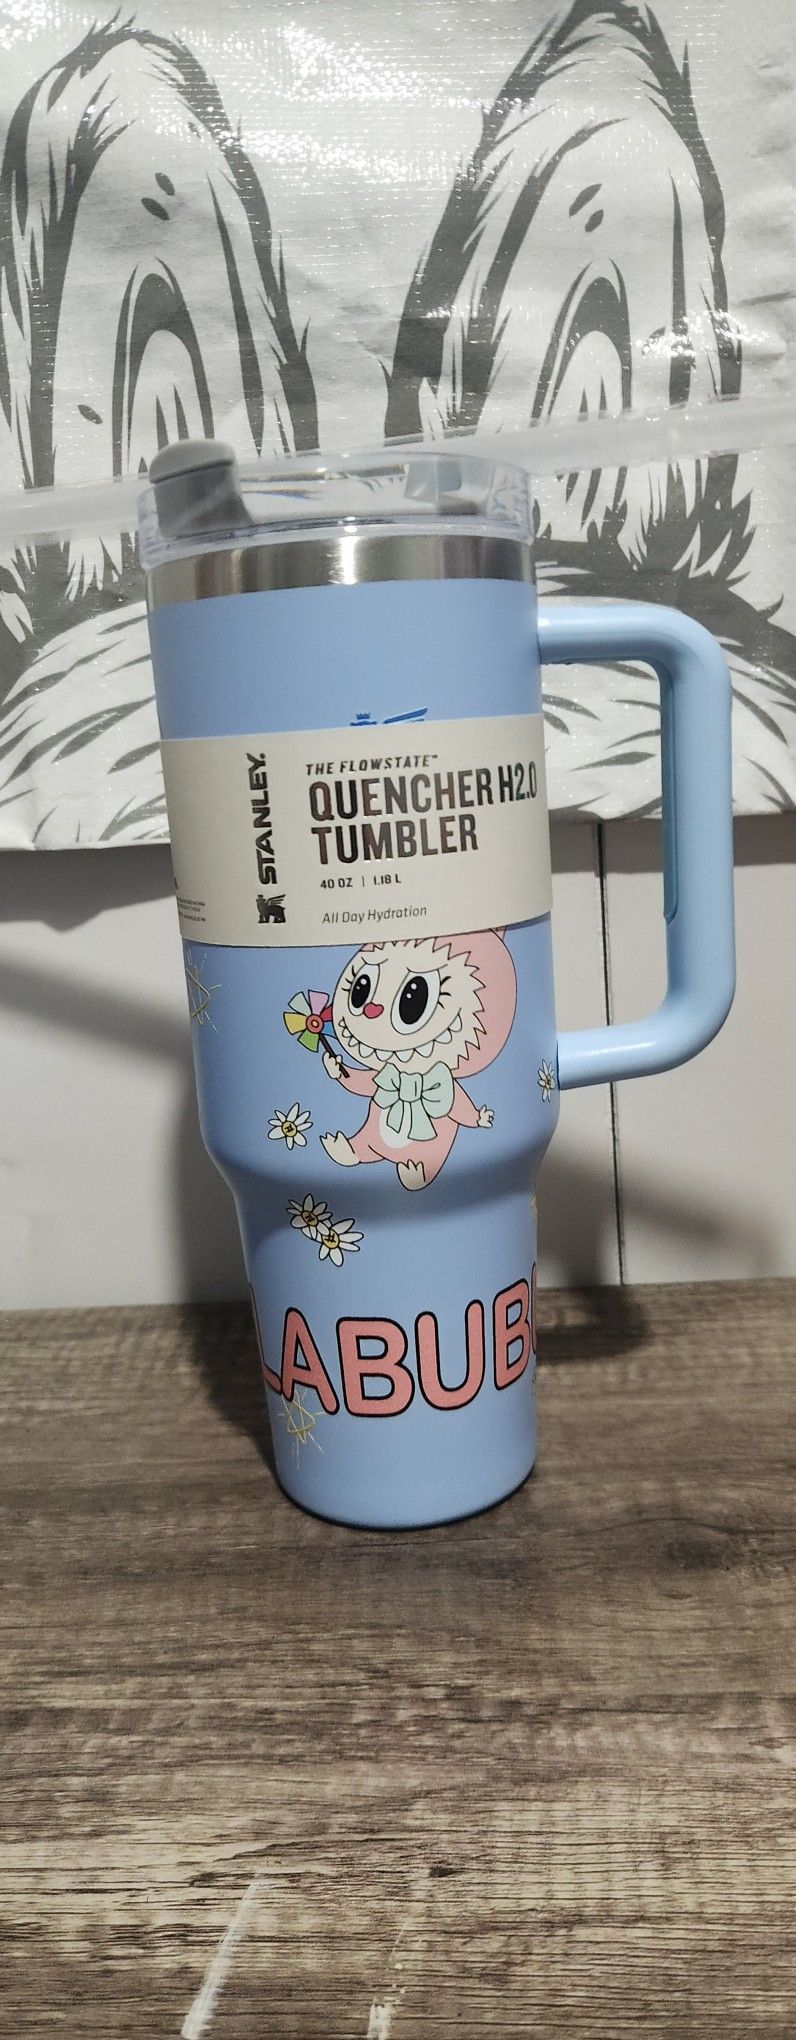 STANLEY.
THE FLOWSTATE™
QUENCHER H2.0
TUMBLER
40 OZ | 1.18 L
All Day Hydration
LABUB